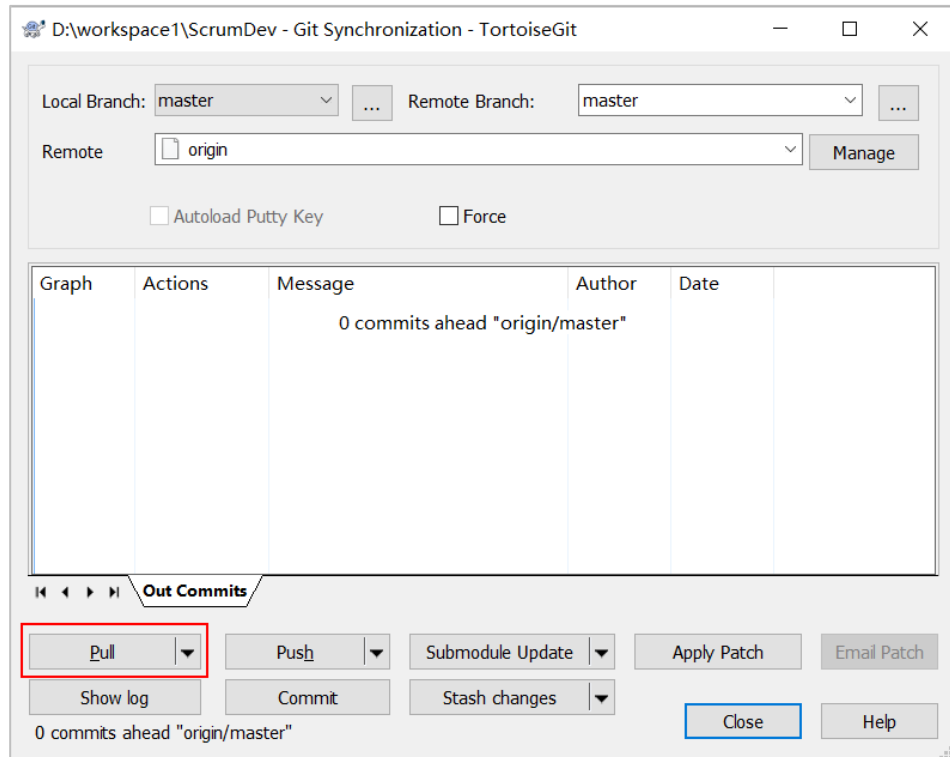 D:\workspace1\ScrumDev - Git Synchronization - TortoiseGit
Local Branch: master ... Remote Branch: master ...
Remote origin Manage
Autoload Putty Key Force
Graph Actions Message Author Date
0 commits ahead "origin/master"
Out Commits
Pull Push Submodule Update Apply Patch Email Patch
Show log Commit Stash changes
Close Help
0 commits ahead "origin/master"